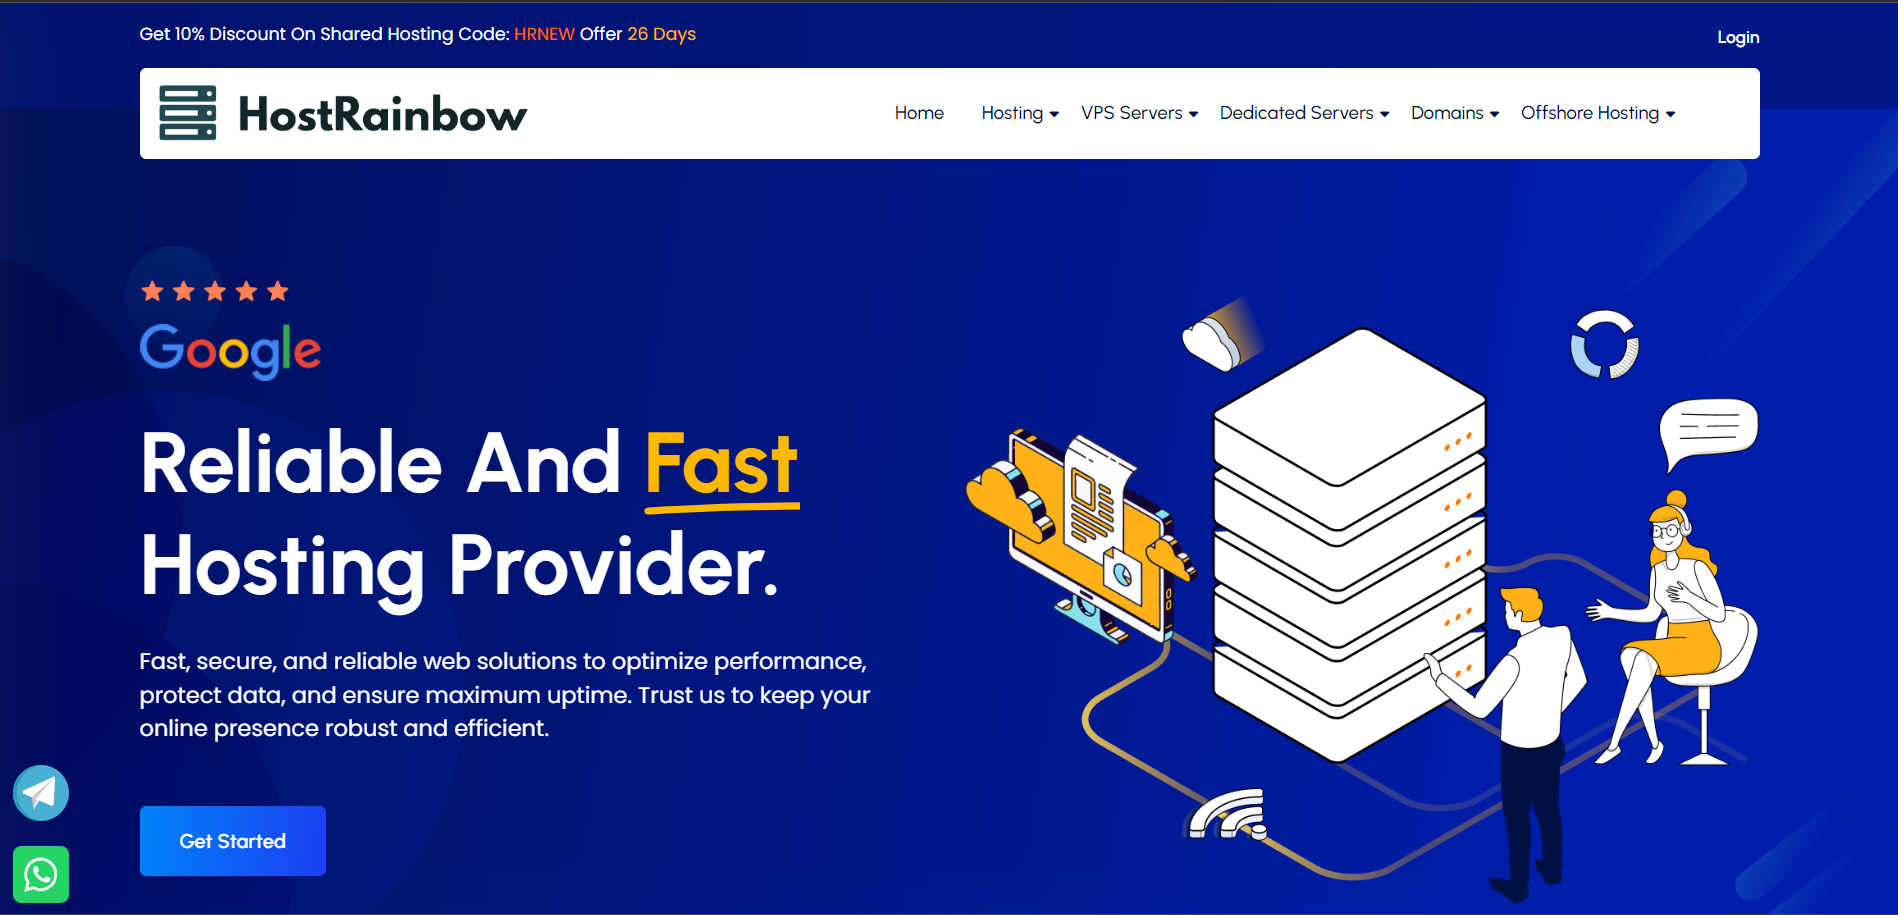 Get 10% Discount On Shared Hosting Code: HRNEW Offer 26 Days
Login
HostRainbow
Home Hosting VPS Servers Dedicated Servers Domains Offshore Hosting
Google
Reliable And Fast
Hosting Provider.
Fast, secure, and reliable web solutions to optimize performance,
protect data, and ensure maximum uptime. Trust us to keep your
online presence robust and efficient.
Get Started